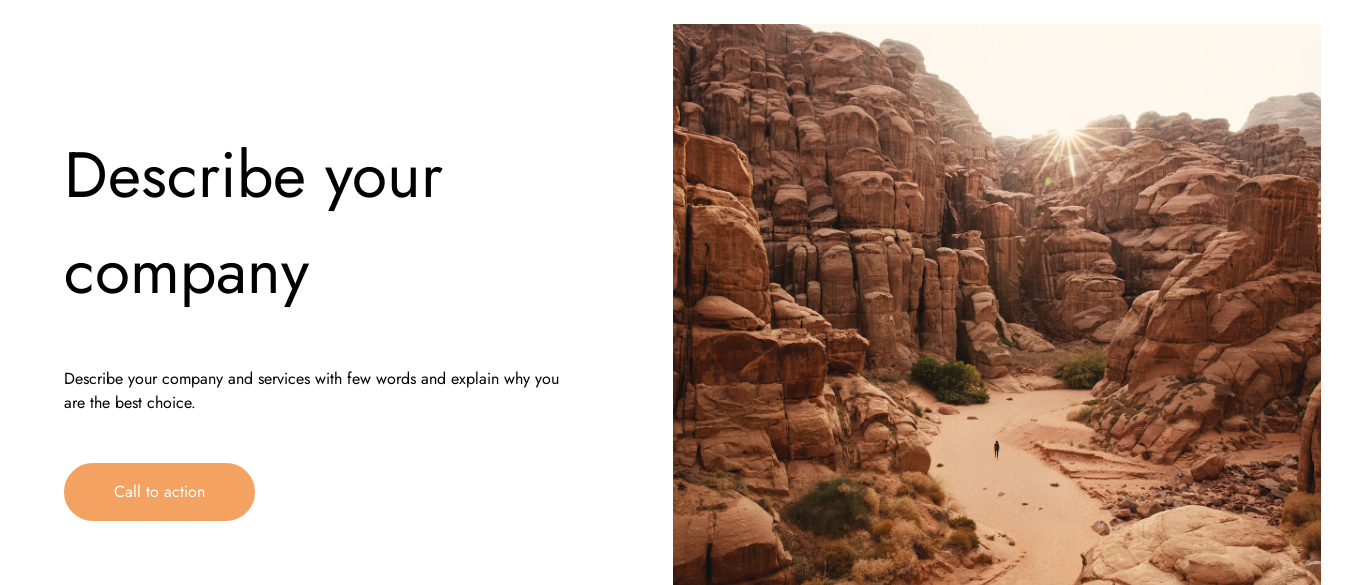 Describe your
company
Describe your company and services with few words and explain why you
are the best choice.
Call to action